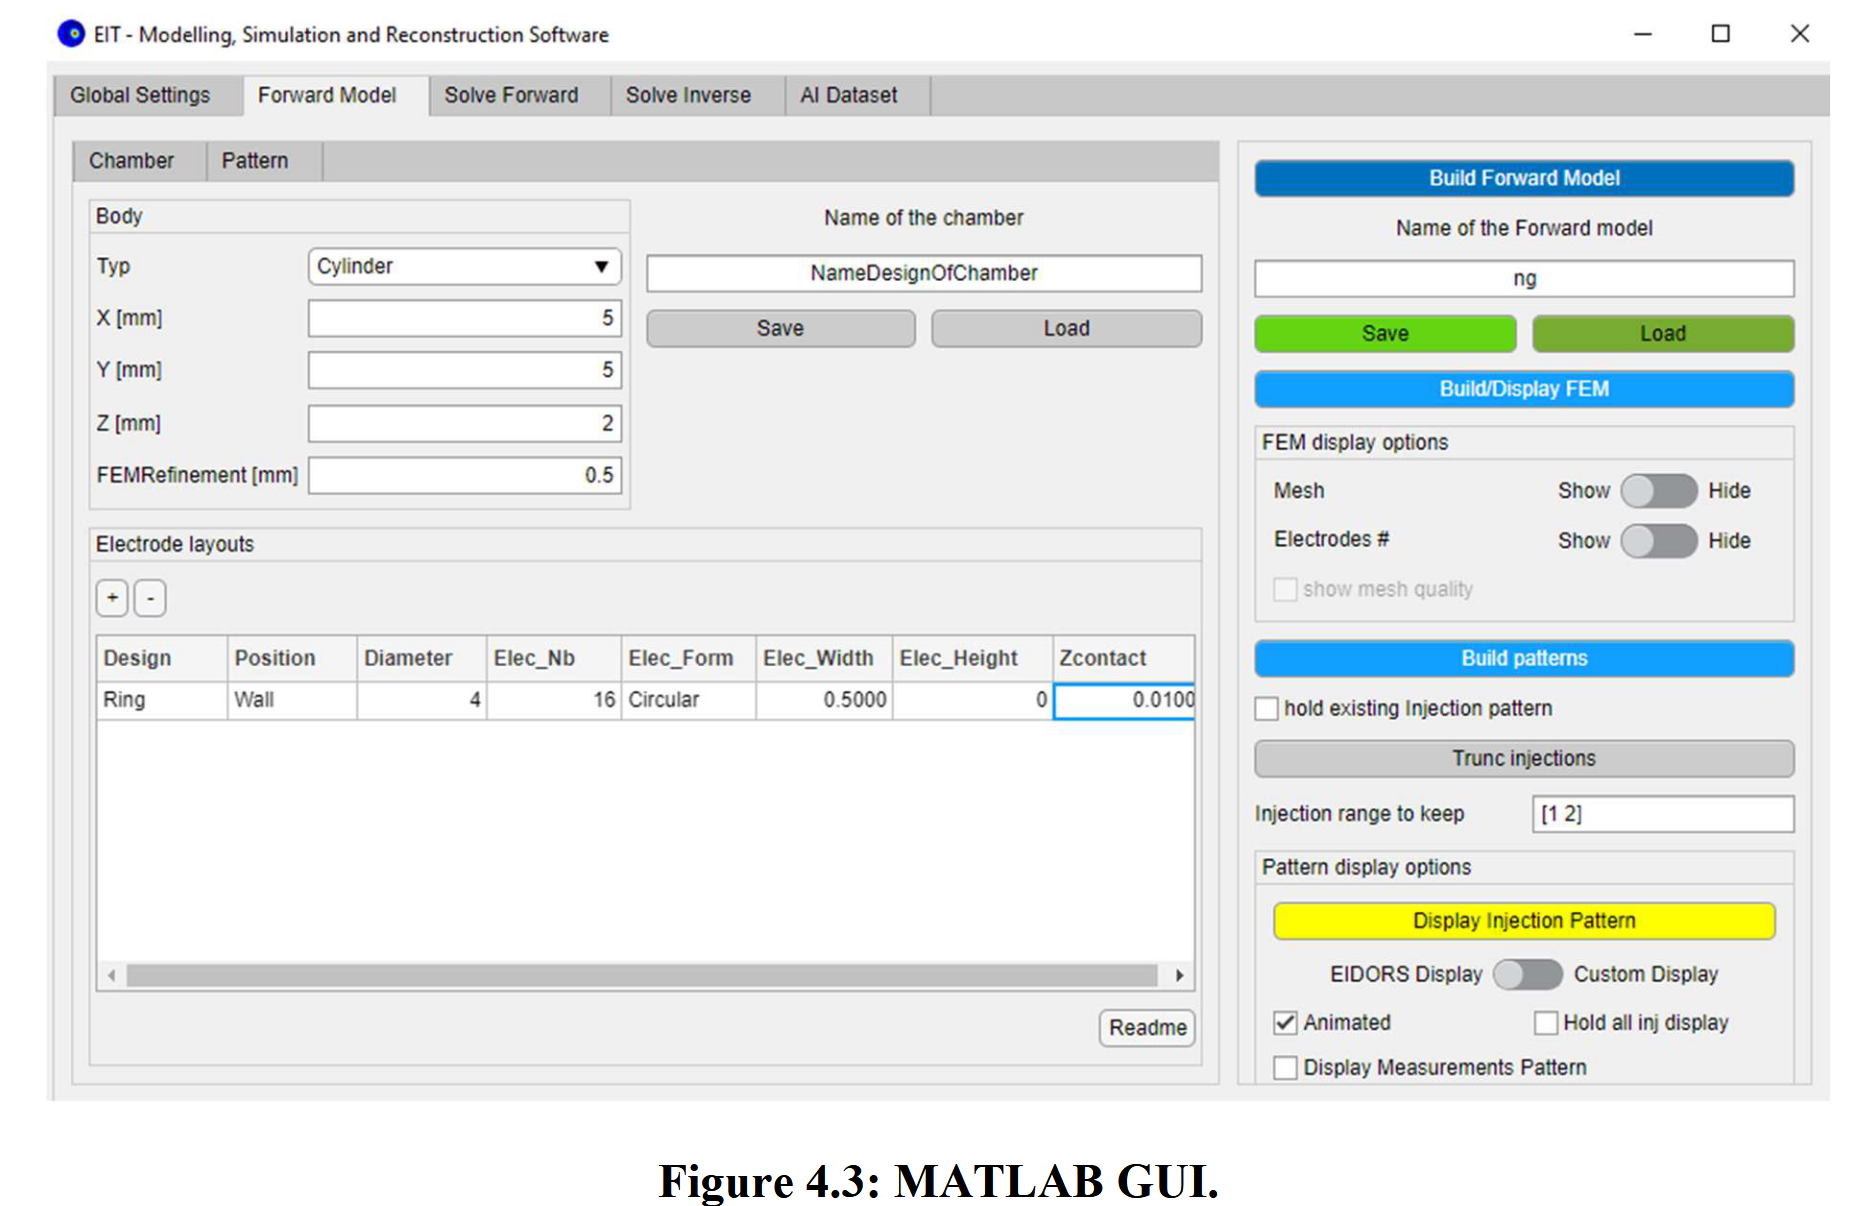 EIT - Modelling, Simulation and Reconstruction Software
Global Settings Forward Model Solve Forward Solve Inverse AI Dataset
Chamber Pattern
Body
Typ Cylinder
X [mm] 5
Y [mm] 5
Z [mm] 2
FEMRefinement [mm] 0.5
Name of the chamber
NameDesignOfChamber
Save Load
Electrode layouts
+ -
Design Position Diameter Elec_Nb Elec_Form Elec_Width Elec_Height Zcontact
Ring Wall 4 16 Circular 0.5000 0 0.0100
Readme
Build Forward Model
Name of the Forward model
ng
Save Load
Build/Display FEM
FEM display options
Mesh Show Hide
Electrodes # Show Hide
show mesh quality
Build patterns
hold existing Injection pattern
Trunc injections
Injection range to keep [1 2]
Pattern display options
Display Injection Pattern
EIDORS Display Custom Display
Animated Hold all inj display
Display Measurements Pattern
Figure 4.3: MATLAB GUI.